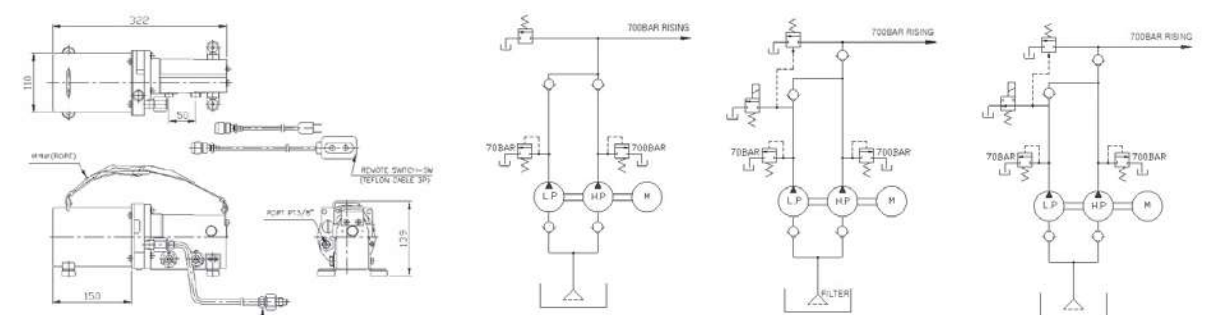 322
110
50
REMOTE SWITCH-SW
(TEFLON CABLE 3P)
PORT PT3/8"
139
150
700BAR RISING
70BAR
700BAR
L.P
H.P
M
700BAR RISING
70BAR
700BAR
L.P
H.P
M
FILTER
700BAR RISING
70BAR
700BAR
L.P
H.P
M